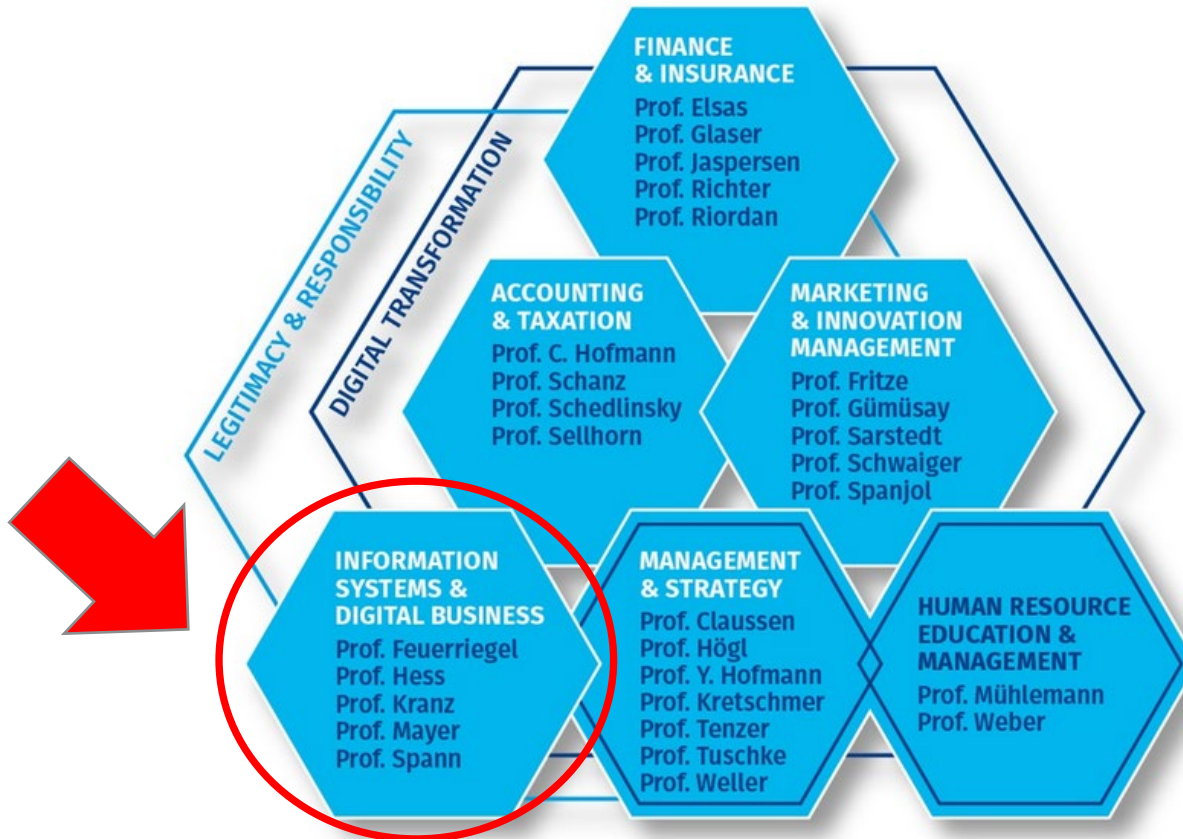 FINANCE
& INSURANCE
Prof. Elsas
Prof. Glaser
Prof. Jaspersen
Prof. Richter
Prof. Riordan
LEGITIMACY & RESPONSIBILITY
DIGITAL TRANSFORMATION
ACCOUNTING
& TAXATION
Prof. C. Hofmann
Prof. Schanz
Prof. Schedlinsky
Prof. Sellhorn
MARKETING
& INNOVATION
MANAGEMENT
Prof. Fritze
Prof. Gümüsay
Prof. Sarstedt
Prof. Schwaiger
Prof. Spanjol
INFORMATION
SYSTEMS &
DIGITAL BUSINESS
Prof. Feuerriegel
Prof. Hess
Prof. Kranz
Prof. Mayer
Prof. Spann
MANAGEMENT
& STRATEGY
Prof. Claussen
Prof. Högl
Prof. Y. Hofmann
Prof. Kretschmer
Prof. Tenzer
Prof. Tuschke
Prof. Weller
HUMAN RESOURCE
EDUCATION &
MANAGEMENT
Prof. Mühlemann
Prof. Weber